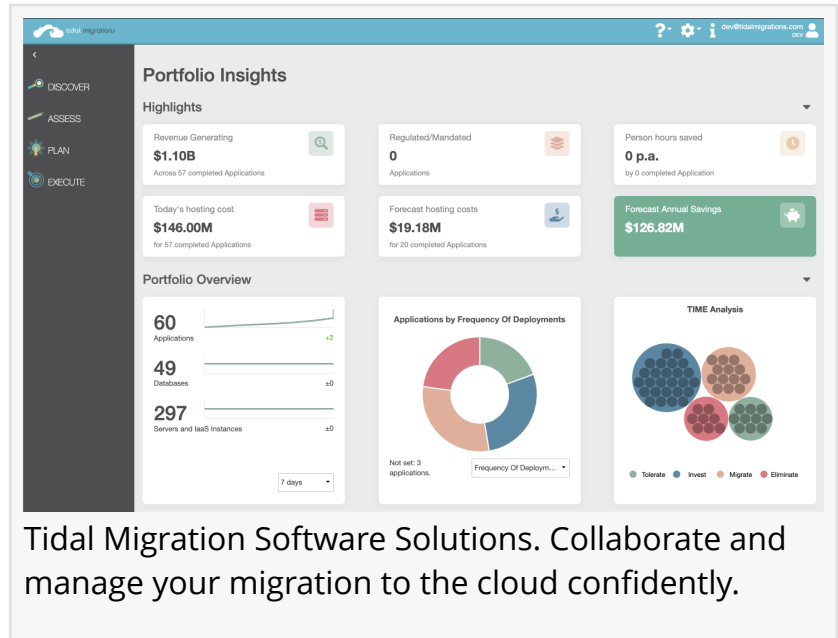 tidal migrations
dev@tidalmigrations.com
DEV
DISCOVER
ASSESS
PLAN
EXECUTE
Portfolio Insights
Highlights
Revenue Generating
$1.10B
Across 57 completed Applications
Regulated/Mandated
0
Applications
Person hours saved
0 p.a.
by 0 completed Application
Today's hosting cost
$146.00M
for 57 completed Applications
Forecast hosting costs
$19.18M
for 20 completed Applications
Forecast Annual Savings
$126.82M
Portfolio Overview
60
Applications
+2
49
Databases
±0
297
Servers and IaaS Instances
±0
7 days
Applications by Frequency Of Deployments
Not set: 3
applications.
Frequency Of Deploym...
TIME Analysis
Tolerate Invest Migrate Eliminate
Tidal Migration Software Solutions. Collaborate and
manage your migration to the cloud confidently.